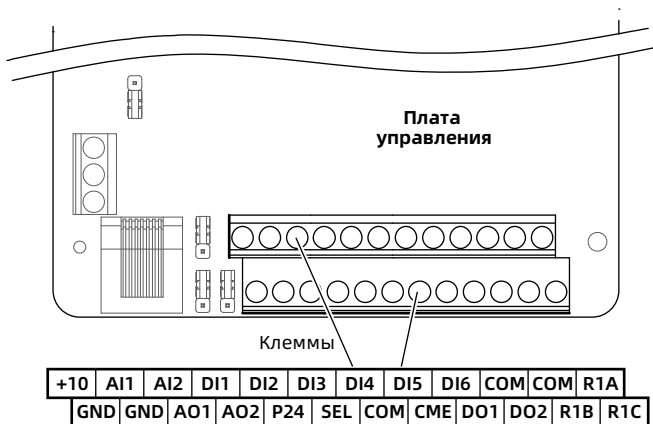 Плата
управления
Клеммы
+10 AI1 AI2 DI1 DI2 DI3 DI4 DI5 DI6 COM COM R1A
GND GND AO1 AO2 P24 SEL COM CME DO1 DO2 R1B R1C